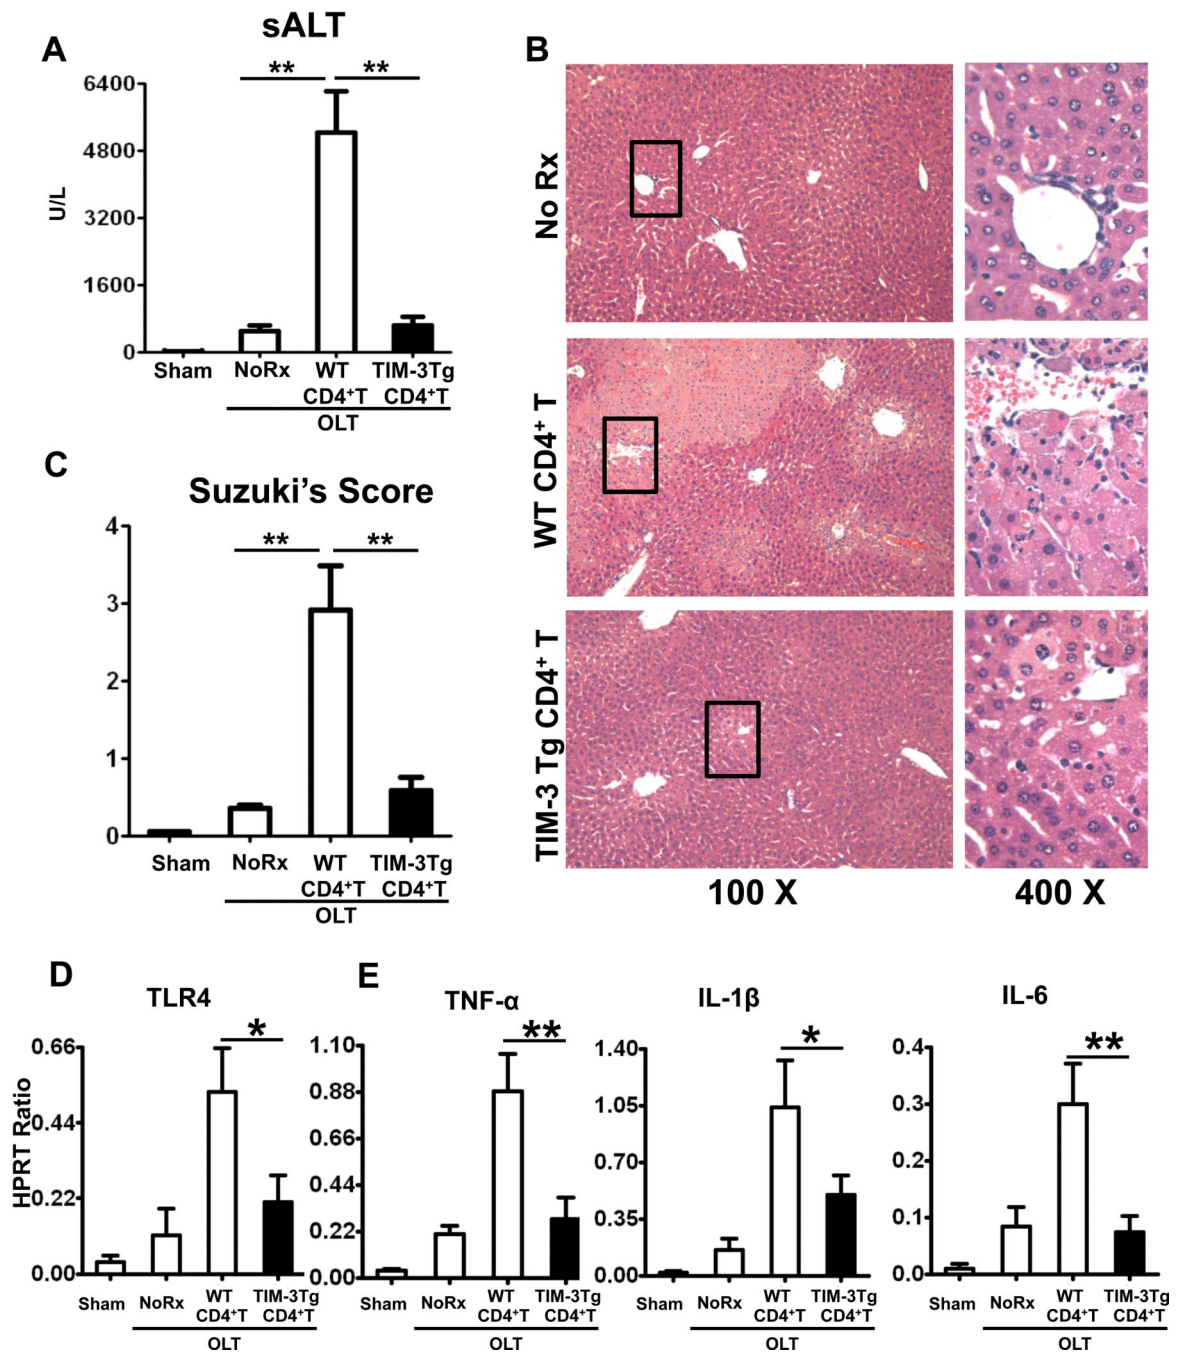 A
sALT
** **
6400
4800
3200
1600
0
U/L
Sham NoRx WT CD4⁺T TIM-3Tg CD4⁺T
OLT
B
No Rx
WT CD4⁺ T
TIM-3 Tg CD4⁺ T
100 X 400 X
C
Suzuki's Score
** **
4
3
2
1
0
Sham NoRx WT CD4⁺T TIM-3Tg CD4⁺T
OLT
D
TLR4
*
0.66
0.44
0.22
0.00
HPRT Ratio
Sham NoRx WT CD4⁺T TIM-3Tg CD4⁺T
OLT
E
TNF-α
**
1.10
0.88
0.66
0.44
0.22
0.00
Sham NoRx WT CD4⁺T TIM-3Tg CD4⁺T
OLT
IL-1β
*
1.40
1.05
0.70
0.35
0.00
Sham NoRx WT CD4⁺T TIM-3Tg CD4⁺T
OLT
IL-6
**
0.4
0.3
0.2
0.1
0.0
Sham NoRx WT CD4⁺T TIM-3Tg CD4⁺T
OLT